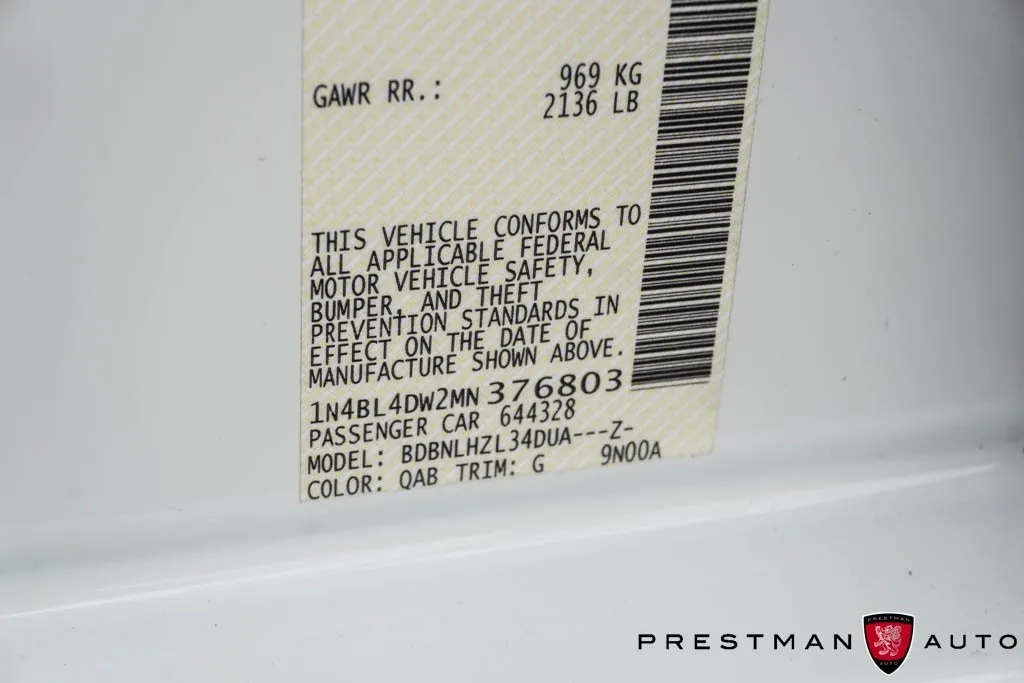 GAWR RR.: 969 KG
2136 LB
THIS VEHICLE CONFORMS TO
ALL APPLICABLE FEDERAL
MOTOR VEHICLE SAFETY,
BUMPER, AND THEFT
PREVENTION STANDARDS IN
EFFECT ON THE DATE OF
MANUFACTURE SHOWN ABOVE.
1N4BL4DW2MN376803
PASSENGER CAR 644328
MODEL: BDBNLHZL34DUA---Z-
COLOR: QAB TRIM: G 9N00A
PRESTMAN AUTO
PRESTMAN
AUTO